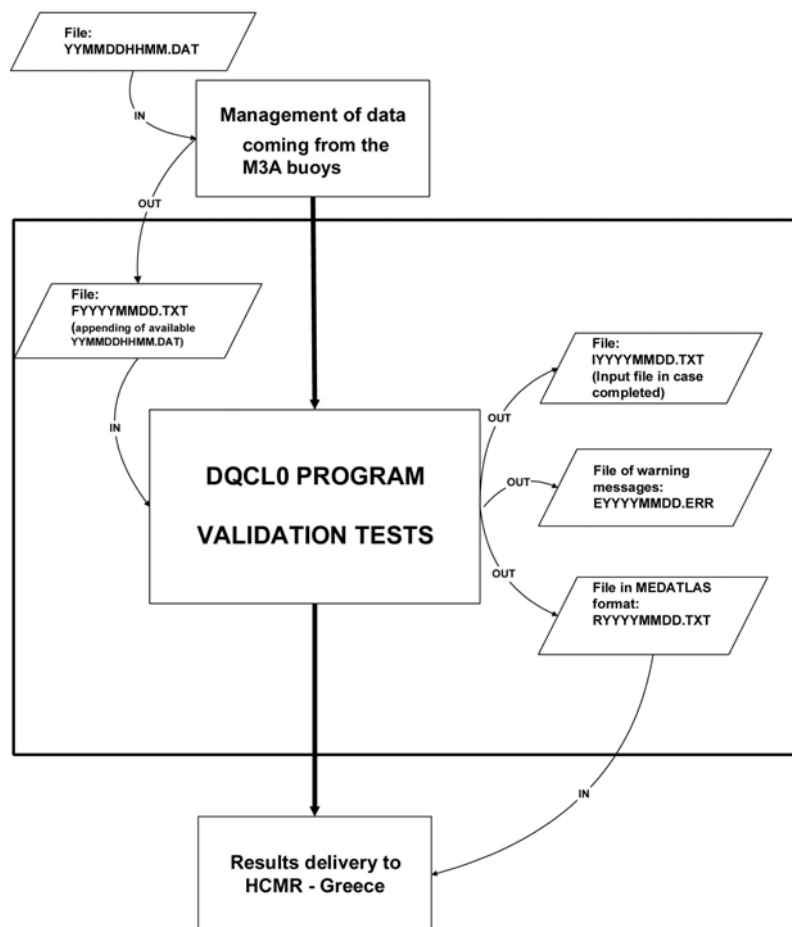 File:
YYMMDDHHMM.DAT
IN
Management of data
coming from the
M3A buoys
OUT
File:
FYYYYMMDD.TXT
(appending of available
YYMMDDHHMM.DAT)
IN
DQCL0 PROGRAM
VALIDATION TESTS
OUT
File:
IYYYYMMDD.TXT
(Input file in case
completed)
OUT
File of warning
messages:
EYYYYMMDD.ERR
OUT
File in MEDATLAS
format:
RYYYYMMDD.TXT
IN
Results delivery to
HCMR - Greece